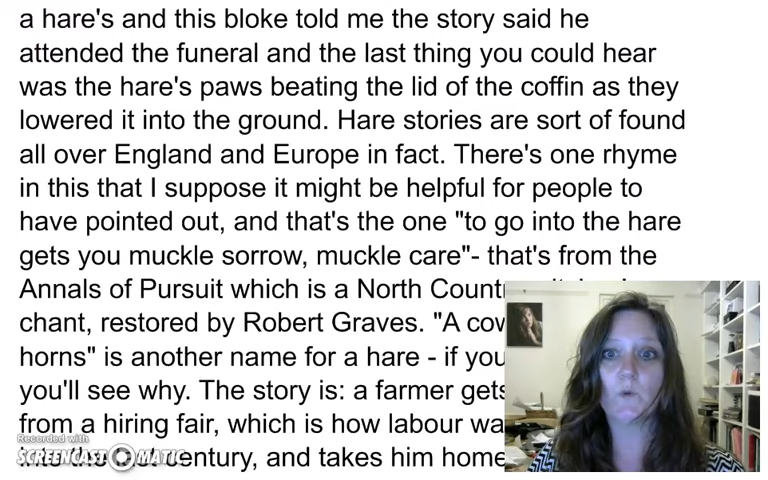 a hare's and this bloke told me the story said he
attended the funeral and the last thing you could hear
was the hare's paws beating the lid of the coffin as they
lowered it into the ground. Hare stories are sort of found
all over England and Europe in fact. There's one rhyme
in this that I suppose it might be helpful for people to
have pointed out, and that's the one "to go into the hare
gets you muckle sorrow, muckle care"- that's from the
Annals of Pursuit which is a North
chant, restored by Robert Graves. "A
horns" is another name for a hare - if you
you'll see why. The story is: a farmer gets
from a hiring fair, which is how labour
into the last century, and takes him home
Recorded with
SCREENCAST-O-MATIC